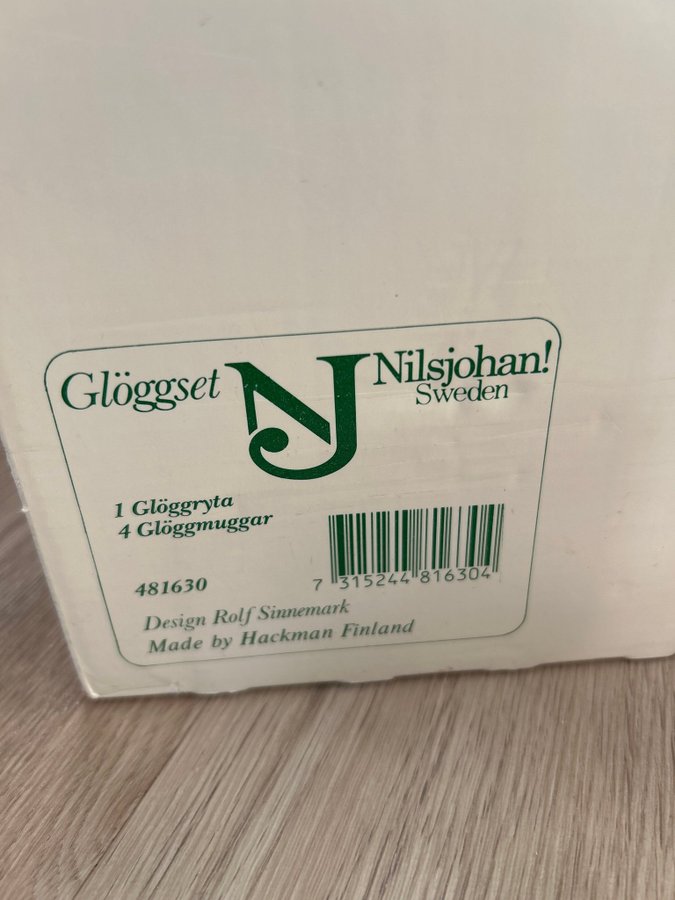 Glöggset
NJ
Nilsjohan!
Sweden
1 Glöggryta
4 Glöggmuggar
481630
7 315244 816304
Design Rolf Sinnemark
Made by Hackman Finland